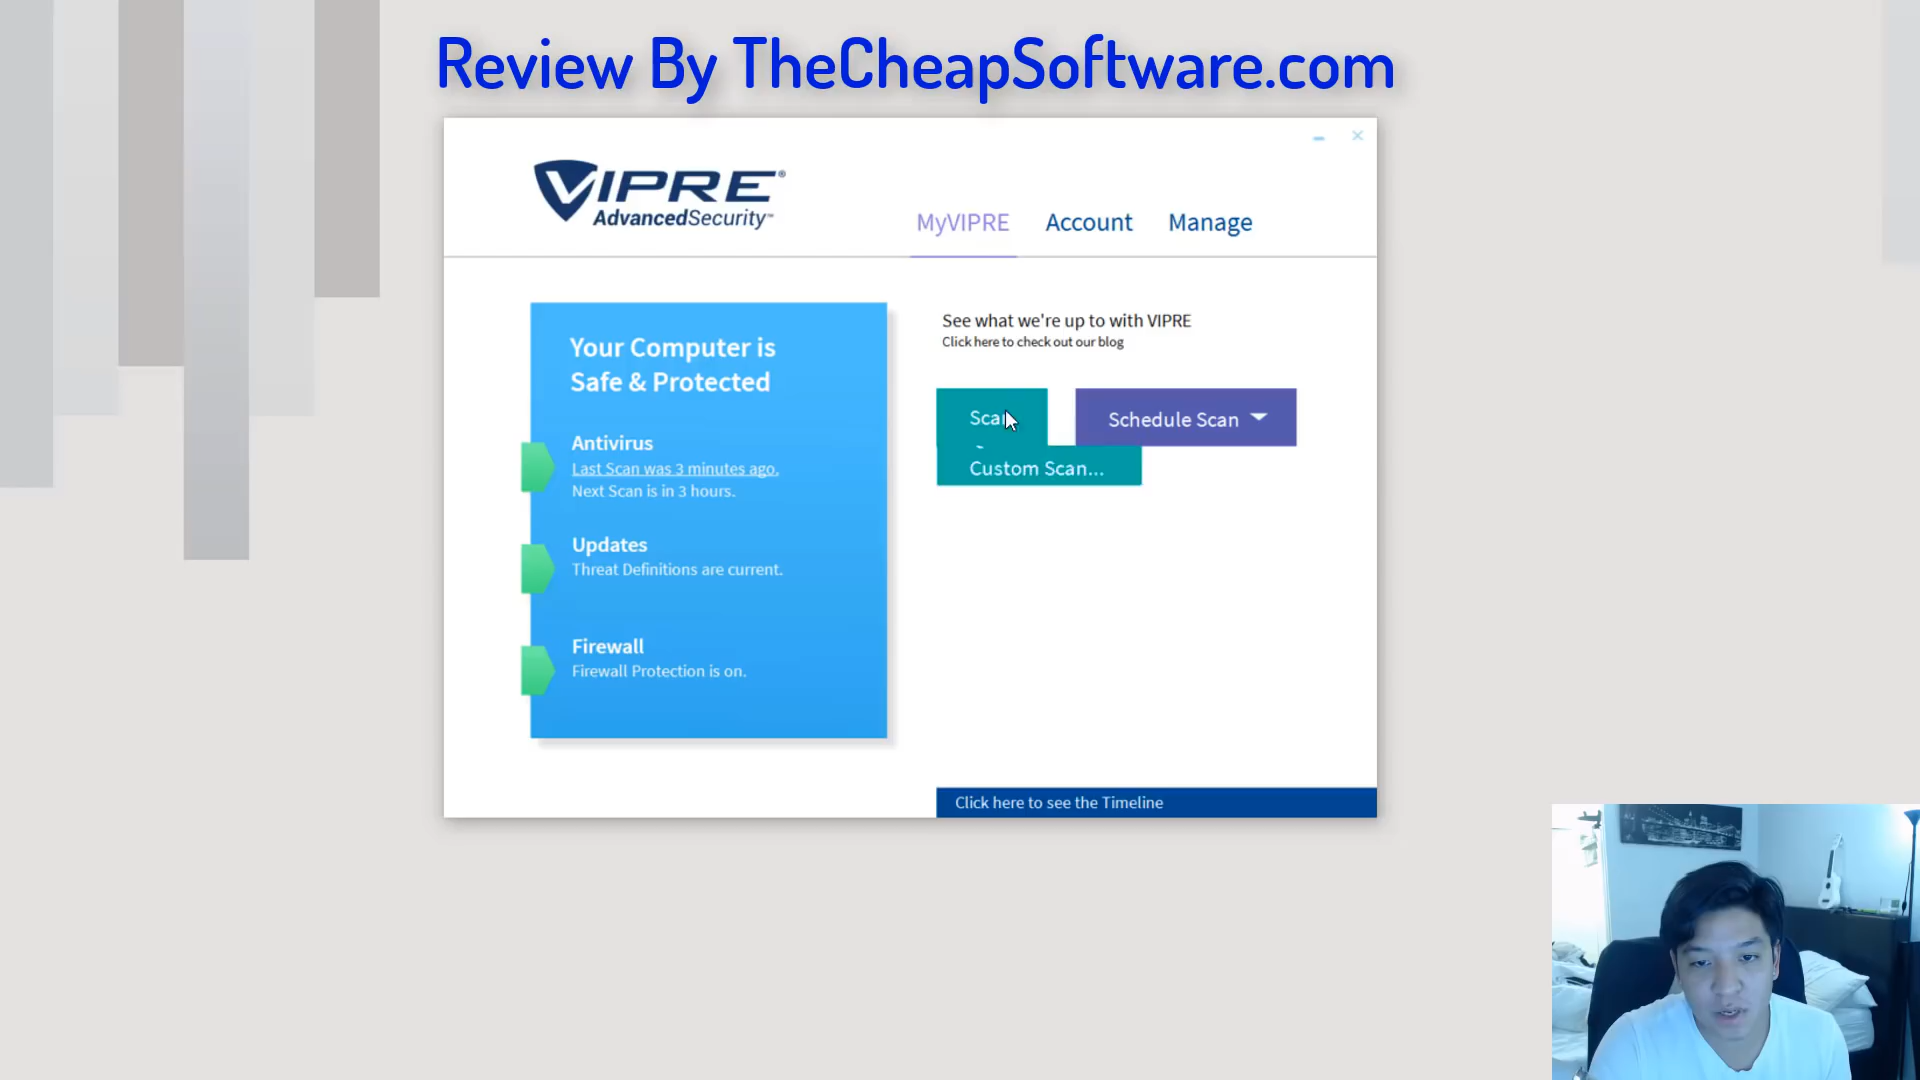 Review By TheCheapSoftware.com
VIPRE®
AdvancedSecurity™
MyVIPRE Account Manage
Your Computer is
Safe & Protected
Antivirus
Last Scan was 3 minutes ago.
Next Scan is in 3 hours.
Updates
Threat Definitions are current.
Firewall
Firewall Protection is on.
See what we're up to with VIPRE
Click here to check out our blog
Schedule Scan
Custom Scan...
Click here to see the Timeline